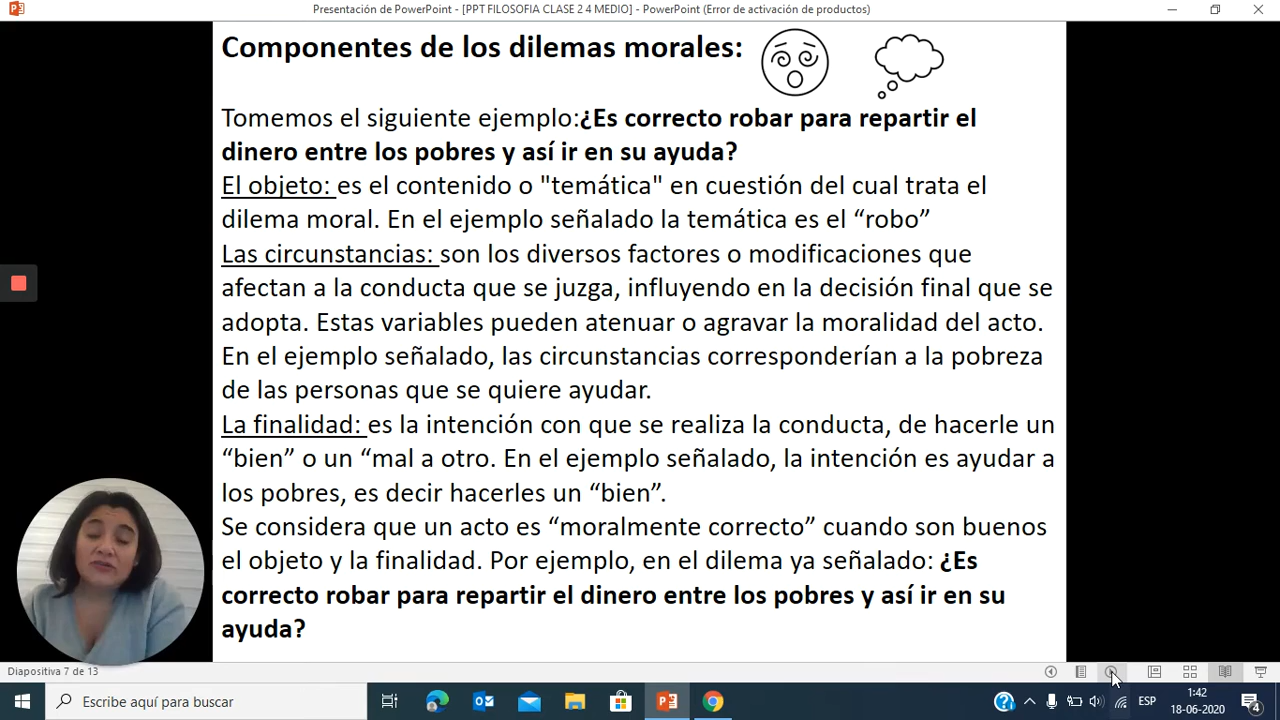 Presentación de PowerPoint - [PPT FILOSOFIA CLASE 2 4 MEDIO] - PowerPoint (Error de activación de productos)
Componentes de los dilemas morales:
Tomemos el siguiente ejemplo:¿Es correcto robar para repartir el
dinero entre los pobres y así ir en su ayuda?
El objeto: es el contenido o "temática" en cuestión del cual trata el
dilema moral. En el ejemplo señalado la temática es el “robo”
Las circunstancias: son los diversos factores o modificaciones que
afectan a la conducta que se juzga, influyendo en la decisión final que se
adopta. Estas variables pueden atenuar o agravar la moralidad del acto.
En el ejemplo señalado, las circunstancias corresponderían a la pobreza
de las personas que se quiere ayudar.
La finalidad: es la intención con que se realiza la conducta, de hacerle un
“bien” o un “mal a otro. En el ejemplo señalado, la intención es ayudar a
los pobres, es decir hacerles un “bien”.
Se considera que un acto es “moralmente correcto” cuando son buenos
el objeto y la finalidad. Por ejemplo, en el dilema ya señalado: ¿Es
correcto robar para repartir el dinero entre los pobres y así ir en su
ayuda?
Diapositiva 7 de 13
Escribe aquí para buscar
ESP
1:42
18-06-2020
4